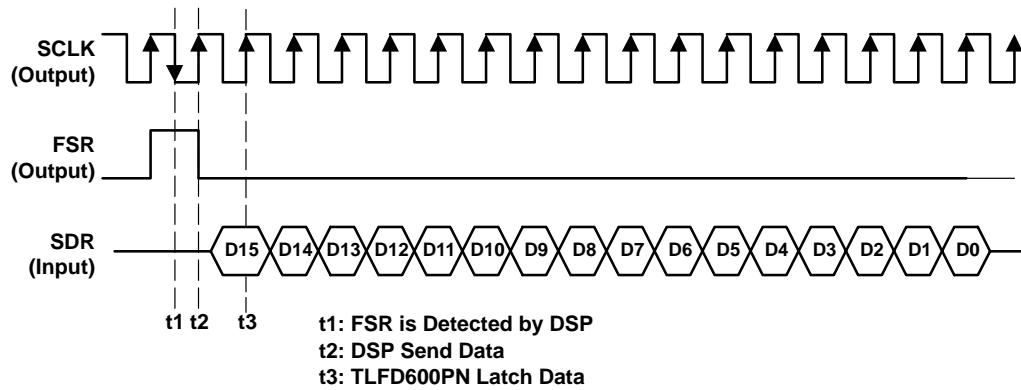 SCLK
(Output)
FSR
(Output)
SDR
(Input)
D15 D14 D13 D12 D11 D10 D9 D8 D7 D6 D5 D4 D3 D2 D1 D0
t1 t2 t3
t1: FSR is Detected by DSP
t2: DSP Send Data
t3: TLFD600PN Latch Data